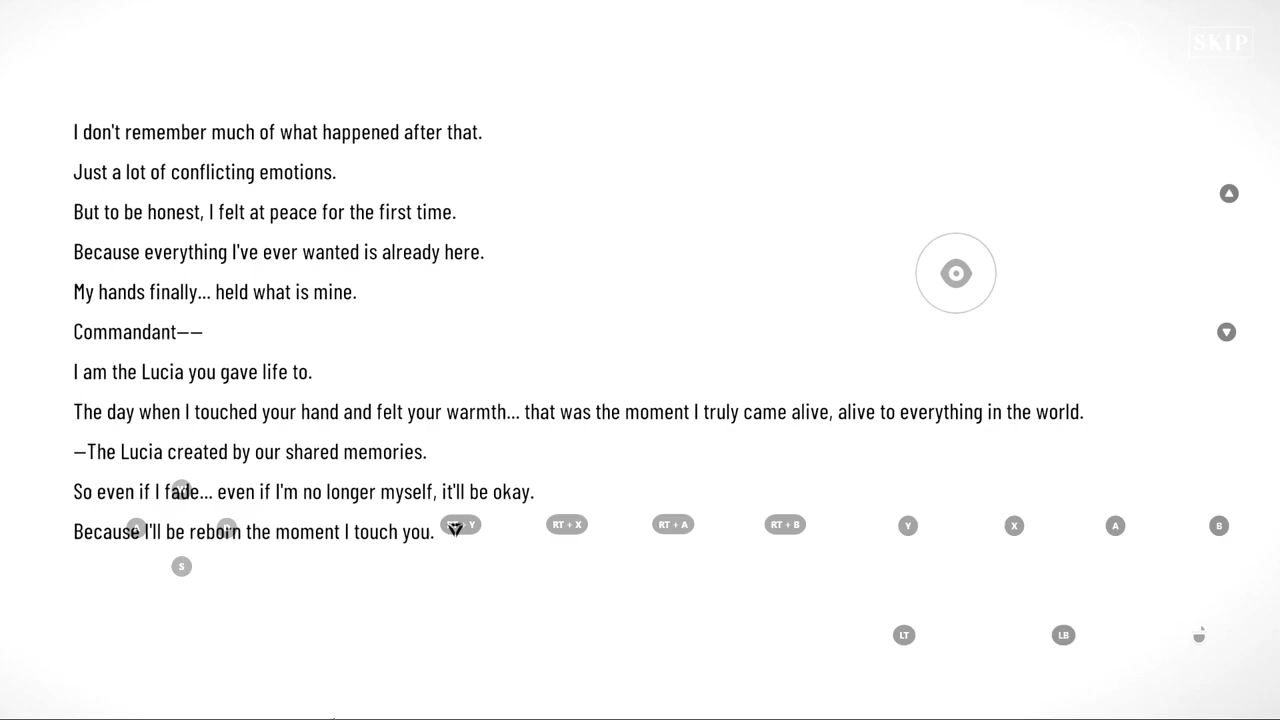 SKIP
I don't remember much of what happened after that.
Just a lot of conflicting emotions.
But to be honest, I felt at peace for the first time.
Because everything I've ever wanted is already here.
My hands finally... held what is mine.
Commandant——
I am the Lucia you gave life to.
The day when I touched your hand and felt your warmth... that was the moment I truly came alive, alive to everything in the world.
—The Lucia created by our shared memories.
So even if I fade... even if I'm no longer myself, it'll be okay.
Because I'll be reborn the moment I touch you.
RT + X RT + A RT + B Y X A B
S
LT LB